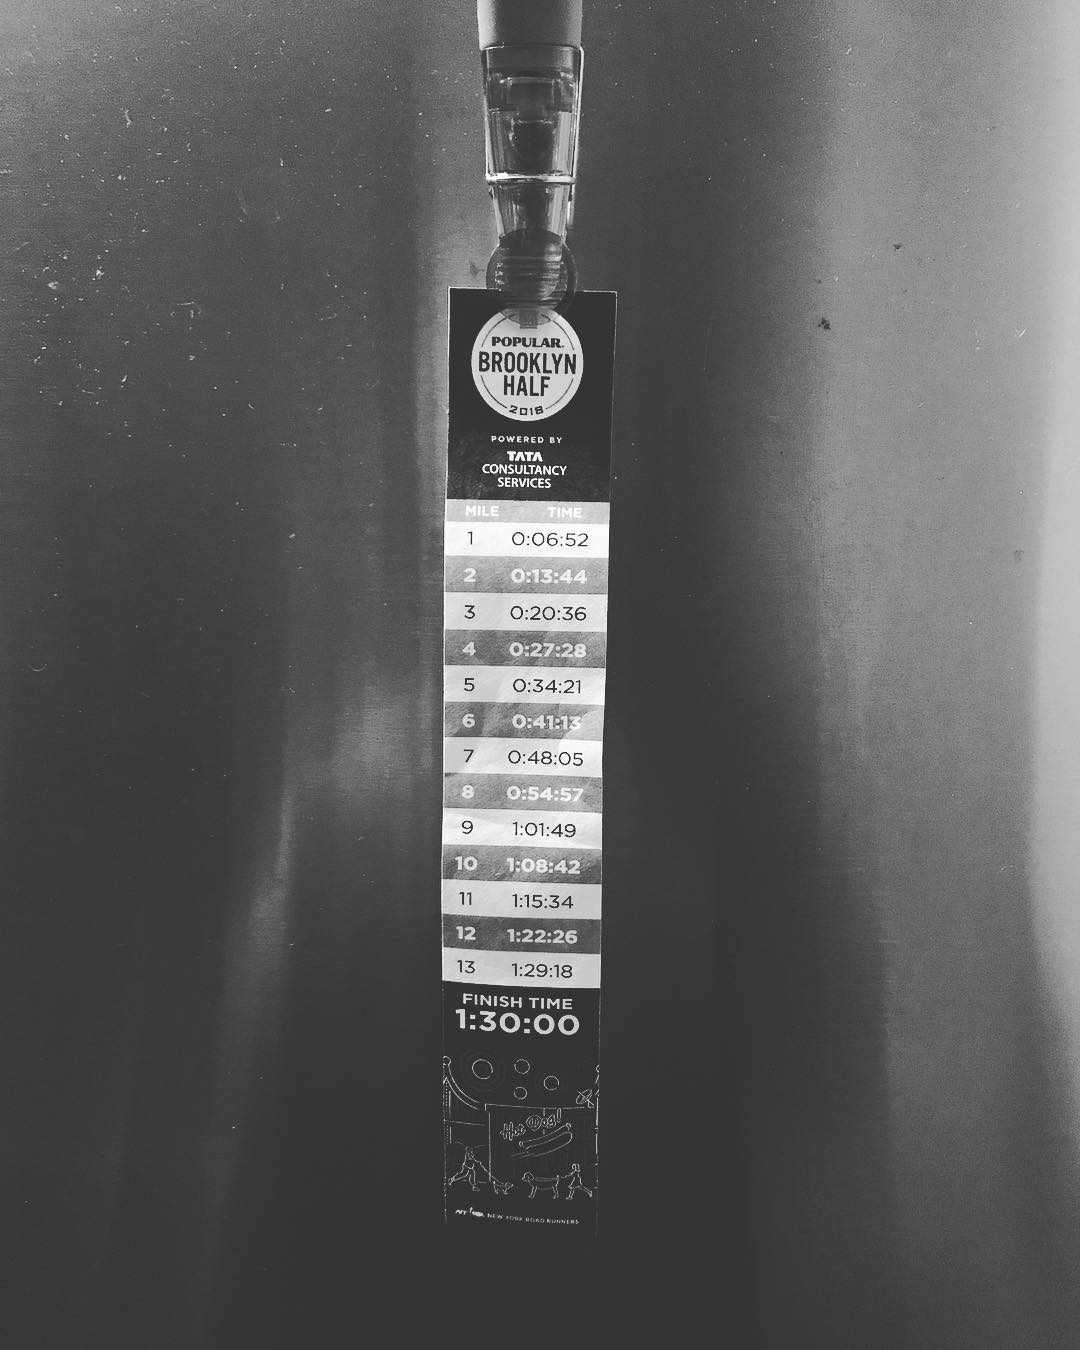 POPULAR.
BROOKLYN
HALF
2018
POWERED BY
TATA
CONSULTANCY
SERVICES
MILE TIME
1 0:06:52
2 0:13:44
3 0:20:36
4 0:27:28
5 0:34:21
6 0:41:13
7 0:48:05
8 0:54:57
9 1:01:49
10 1:08:42
11 1:15:34
12 1:22:26
13 1:29:18
FINISH TIME
1:30:00
Hot Dog!
NEW YORK ROAD RUNNERS